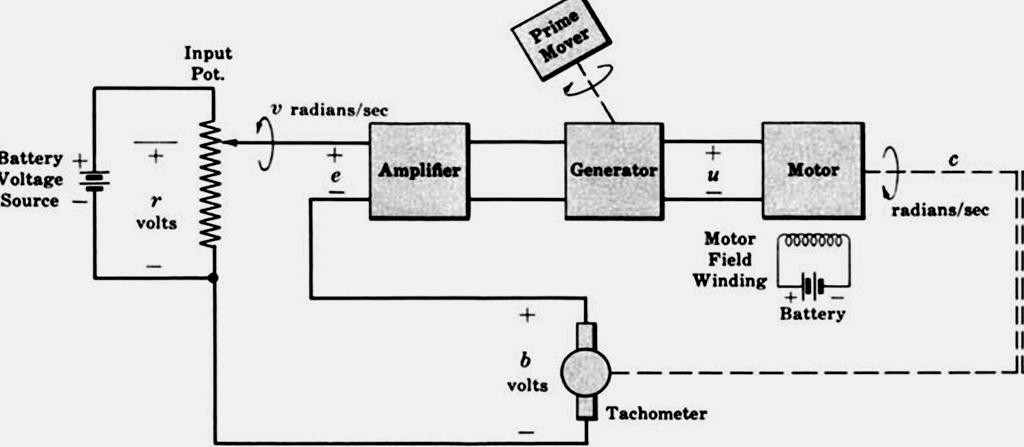 Prime
Mover
Input
Pot.
v radians/sec
Battery
Voltage
Source
+
−
+
r
volts
−
+
e
−
Amplifier
Generator
+
u
−
Motor
c
radians/sec
Motor
Field
Winding
+ −
Battery
+
b
volts
−
Tachometer